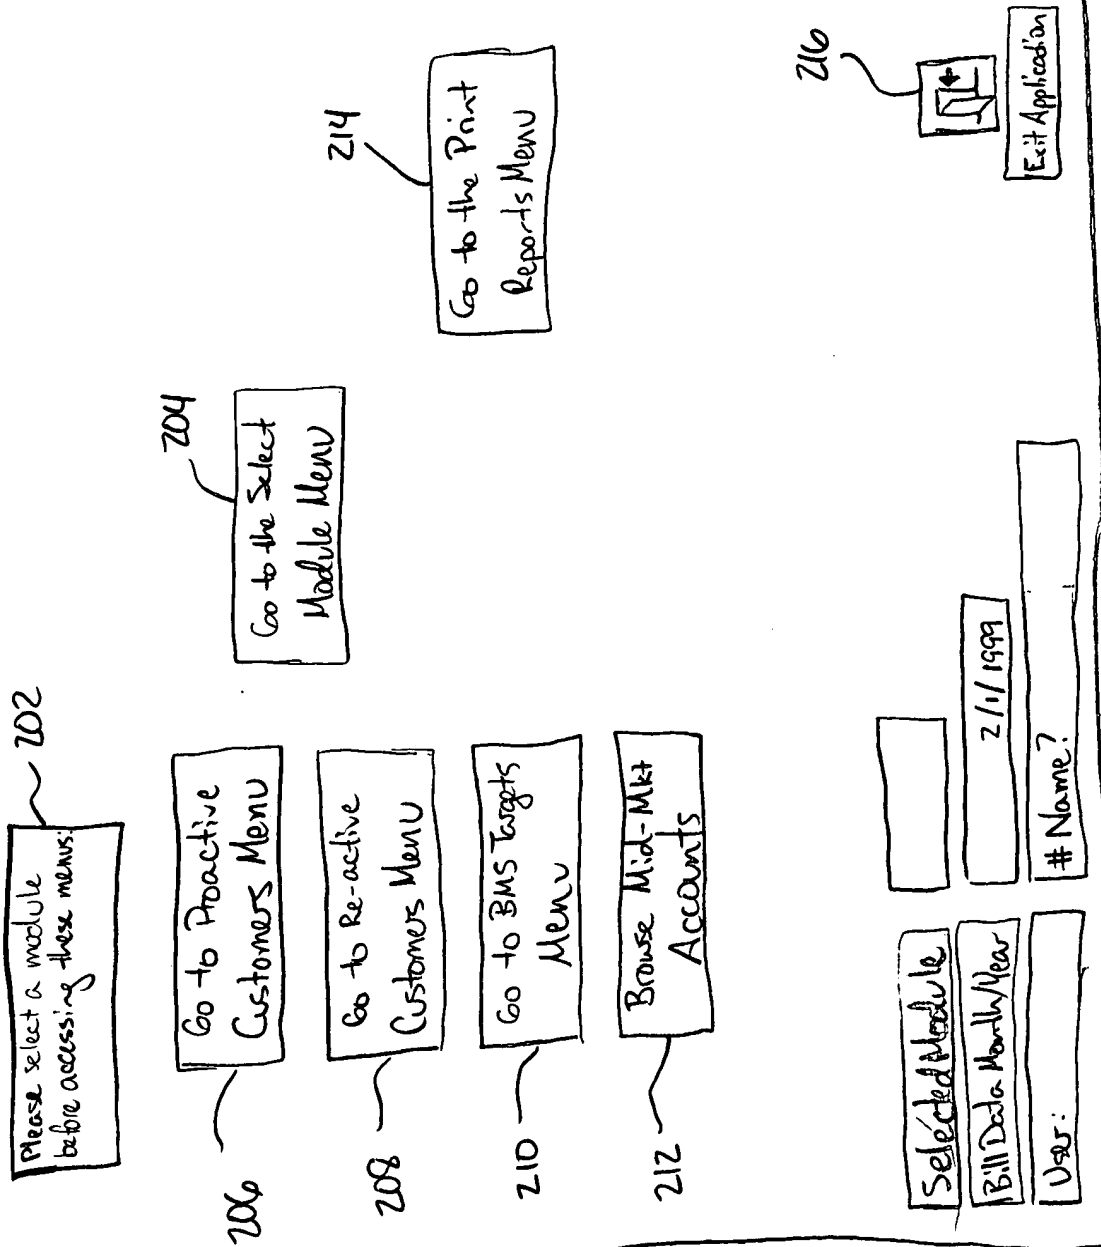 Please select a module
before accessing these menus:
202
204
Go to the Select
Module Menu
206
Go to Proactive
Customers Menu
208
Go to Re-active
Customers Menu
214
Go to the Print
Reports Menu
210
Go to BMS Targets
Menu
212
Browse Mid-Mkt
Accounts
Selected Module
Bill Data Month/Year
2/1/1999
User:
#Name?
216
Exit Application